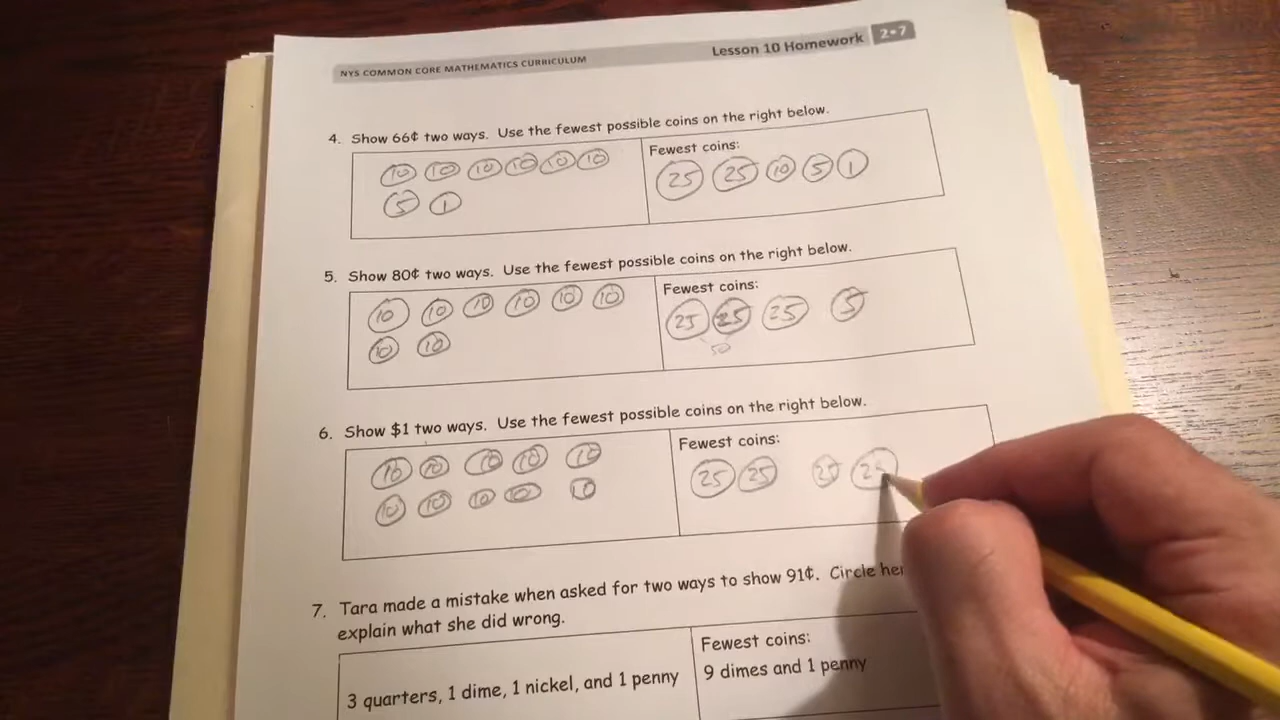 NYS COMMON CORE MATHEMATICS CURRICULUM
Lesson 10 Homework 2•7
4. Show 66¢ two ways. Use the fewest possible coins on the right below.
10 10 10 10 10 10
5 1
Fewest coins:
25 25 10 5 1
5. Show 80¢ two ways. Use the fewest possible coins on the right below.
10 10 10 10 10 10
10 10
Fewest coins:
25 25 25 5
50
6. Show $1 two ways. Use the fewest possible coins on the right below.
10 10 10 10 10
10 10 10 10 10
Fewest coins:
25 25 25 25
7. Tara made a mistake when asked for two ways to show 91¢. Circle her
explain what she did wrong.
3 quarters, 1 dime, 1 nickel, and 1 penny
Fewest coins:
9 dimes and 1 penny